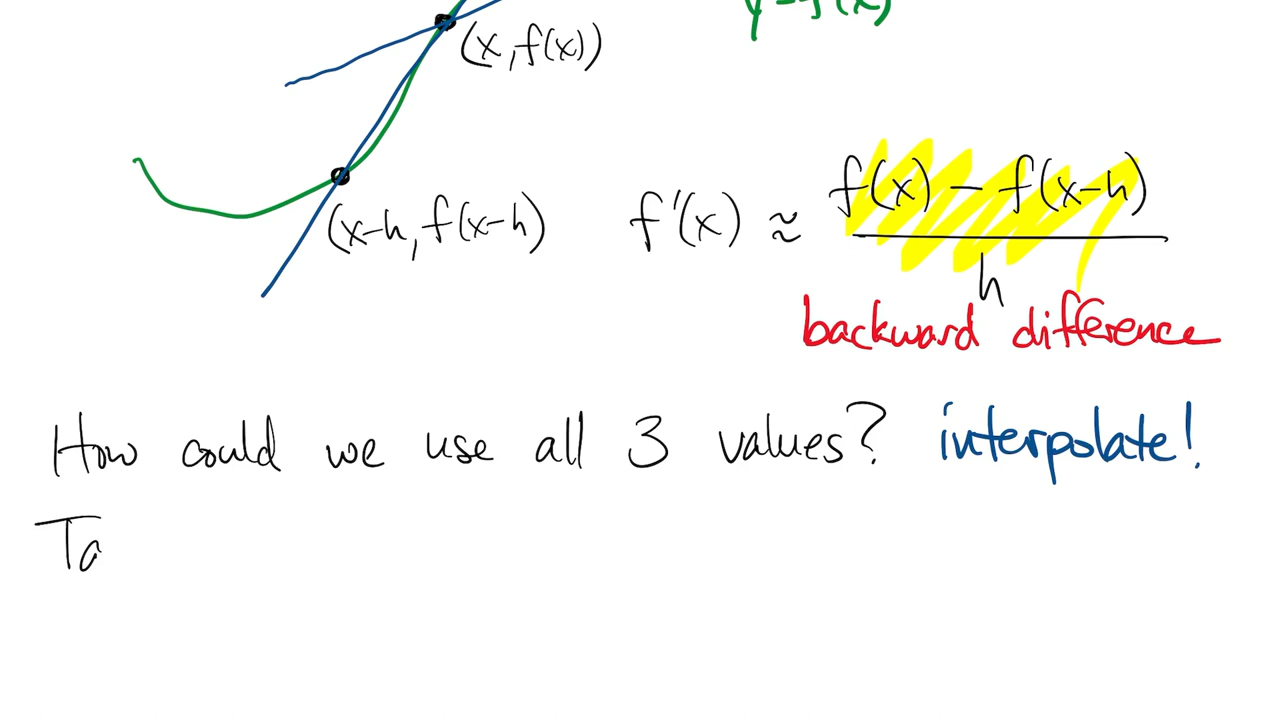 y=f(x)
(x,f(x))
f(x) - f(x-h)
(x-h, f(x-h) f'(x) ≈
h
backward difference
How could we use all 3 values? interpolate!
Ta